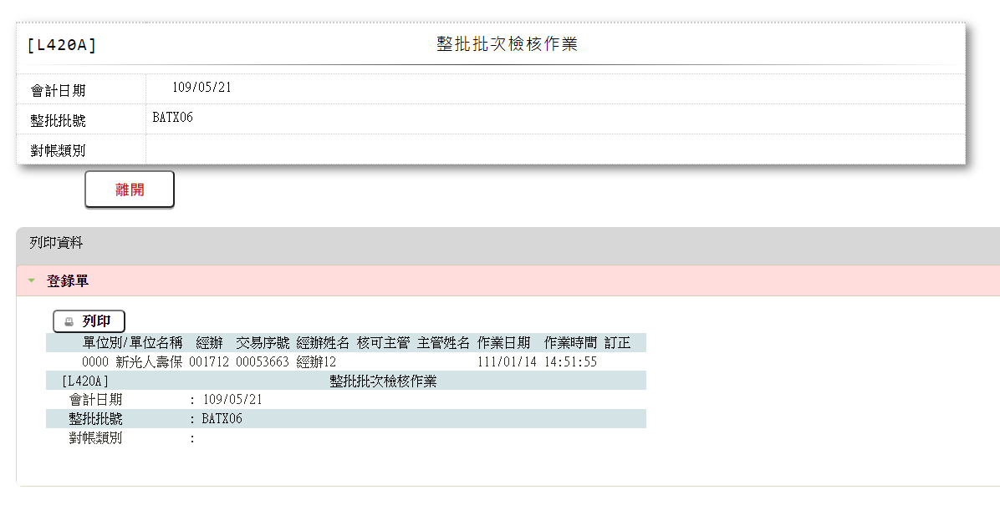 [L420A] 整批批次檢核作業
會計日期 109/05/21
整批批號 BATX06
對帳類別
離開
列印資料
登錄單
列印
單位別/單位名稱 經辦 交易序號 經辦姓名 核可主管 主管姓名 作業日期 作業時間 訂正
0000 新光人壽保 001712 00053663 經辦12 111/01/14 14:51:55
[L420A] 整批批次檢核作業
會計日期 : 109/05/21
整批批號 : BATX06
對帳類別 :